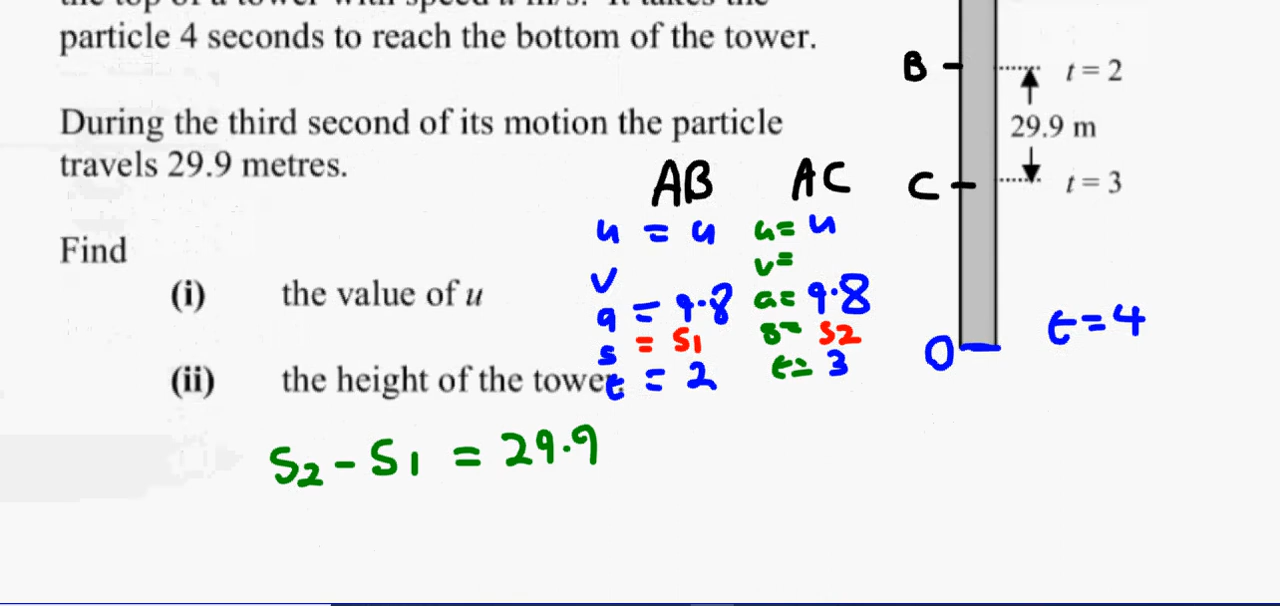 particle 4 seconds to reach the bottom of the tower.
During the third second of its motion the particle
travels 29.9 metres.
Find
(i) the value of u
(ii) the height of the tower.
AB
u = u
v
a = 9.8
s = S1
t = 2
AC
u= u
v=
a= 9.8
s= S2
t= 3
S2 - S1 = 29.9
B
t = 2
29.9 m
C
t = 3
D
t=4